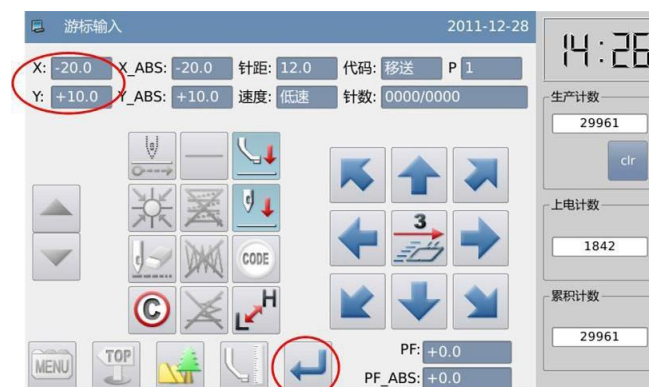 游标输入 2011-12-28
X: -20.0 X_ABS: -20.0 针距: 12.0 代码: 移送 P 1
Y: +10.0 Y_ABS: +10.0 速度: 低速 针数: 0000/0000
14:26
生产计数
29961
clr
上电计数
1842
累积计数
29961
3
CODE
C
H
L
MENU
TOP
PF: +0.0
PF_ABS: +0.0